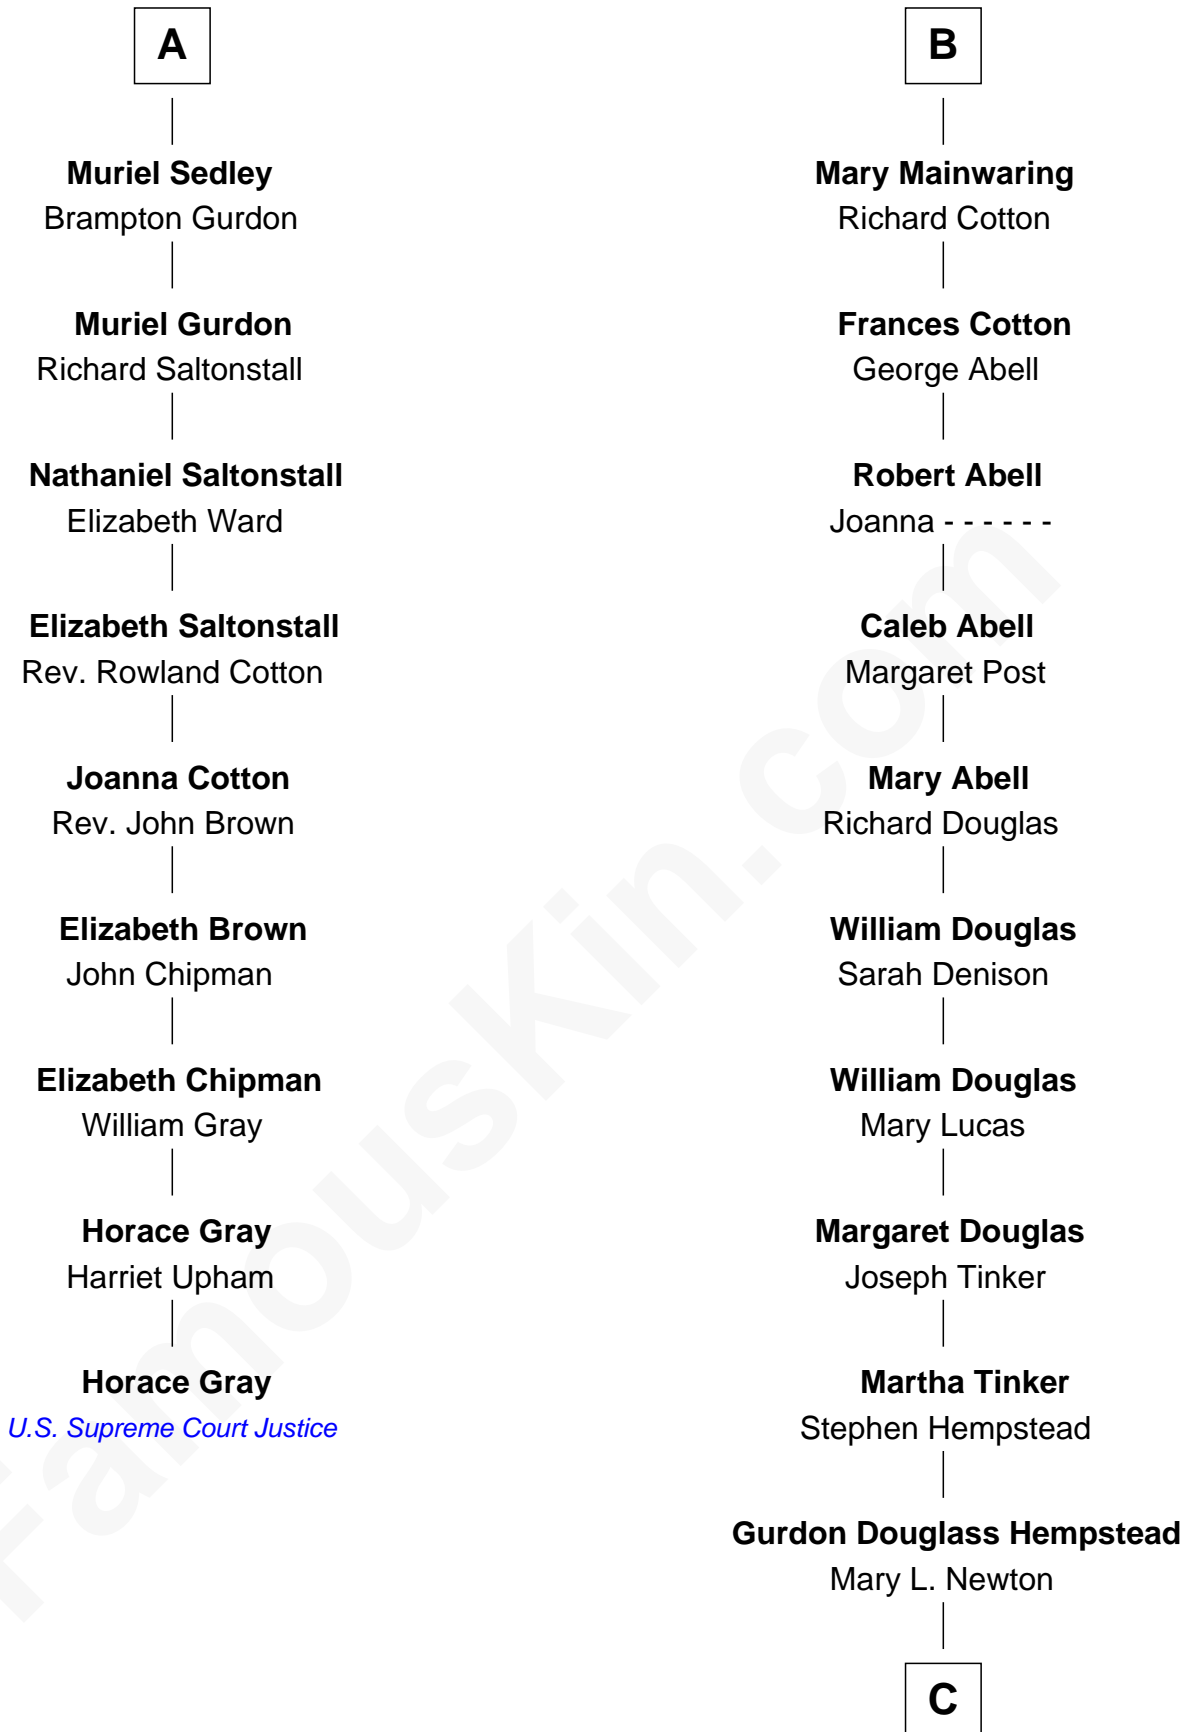 A
Muriel Sedley
Brampton Gurdon
Muriel Gurdon
Richard Saltonstall
Nathaniel Saltonstall
Elizabeth Ward
Elizabeth Saltonstall
Rev. Rowland Cotton
Joanna Cotton
Rev. John Brown
Elizabeth Brown
John Chipman
Elizabeth Chipman
William Gray
Horace Gray
Harriet Upham
Horace Gray
U.S. Supreme Court Justice
B
Mary Mainwaring
Richard Cotton
Frances Cotton
George Abell
Robert Abell
Joanna - - - - - -
Caleb Abell
Margaret Post
Mary Abell
Richard Douglas
William Douglas
Sarah Denison
William Douglas
Mary Lucas
Margaret Douglas
Joseph Tinker
Martha Tinker
Stephen Hempstead
Gurdon Douglass Hempstead
Mary L. Newton
C
FamousKin.com